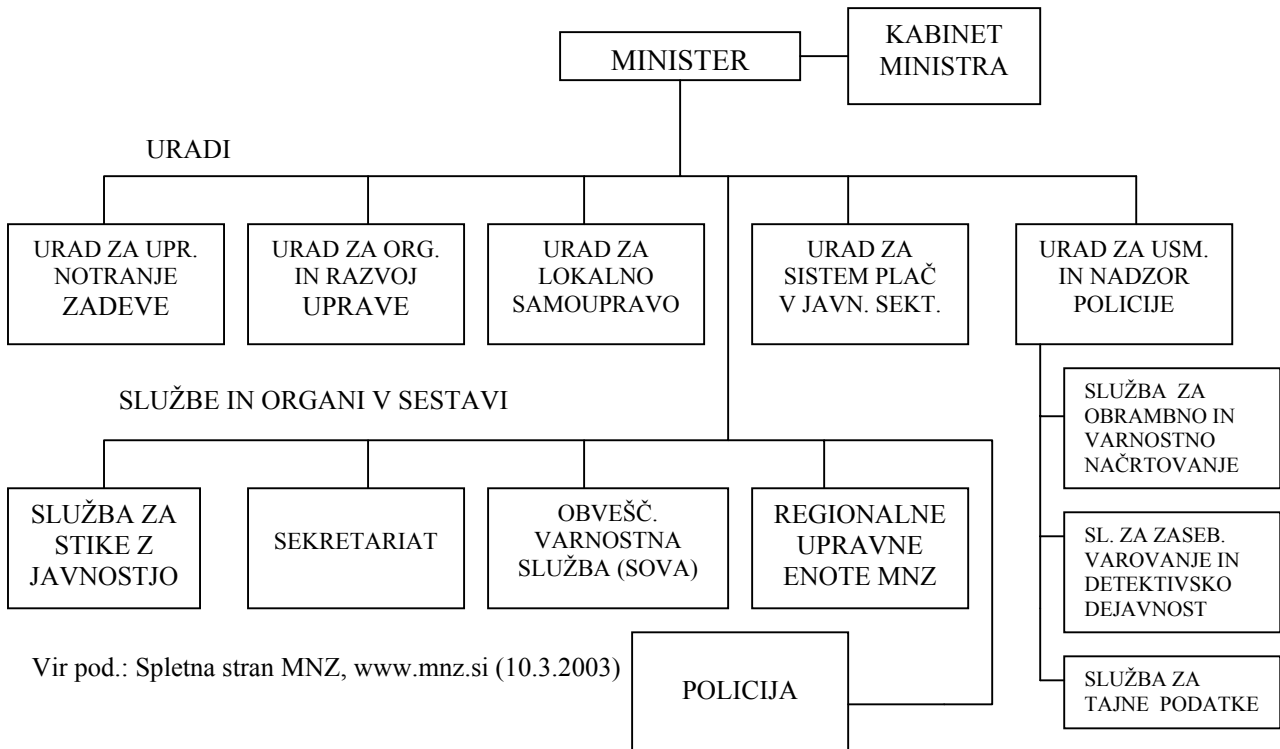 MINISTER
KABINET
MINISTRA
URADI
URAD ZA UPR.
NOTRANJE
ZADEVE
URAD ZA ORG.
IN RAZVOJ
UPRAVE
URAD ZA
LOKALNO
SAMOUPRAVO
URAD ZA
SISTEM PLAČ
V JAVN. SEKT.
URAD ZA USM.
IN NADZOR
POLICIJE
SLUŽBA ZA
OBRAMBNO IN
VARNOSTNO
NAČRTOVANJE
SL. ZA ZASEB.
VAROVANJE IN
DETEKTIVSKO
DEJAVNOST
SLUŽBA ZA
TAJNE PODATKE
SLUŽBE IN ORGANI V SESTAVI
SLUŽBA ZA
STIKE Z
JAVNOSTJO
SEKRETARIAT
OBVEŠČ.
VARNOSTNA
SLUŽBA (SOVA)
REGIONALNE
UPRAVNE
ENOTE MNZ
POLICIJA
Vir pod.: Spletna stran MNZ, www.mnz.si (10.3.2003)